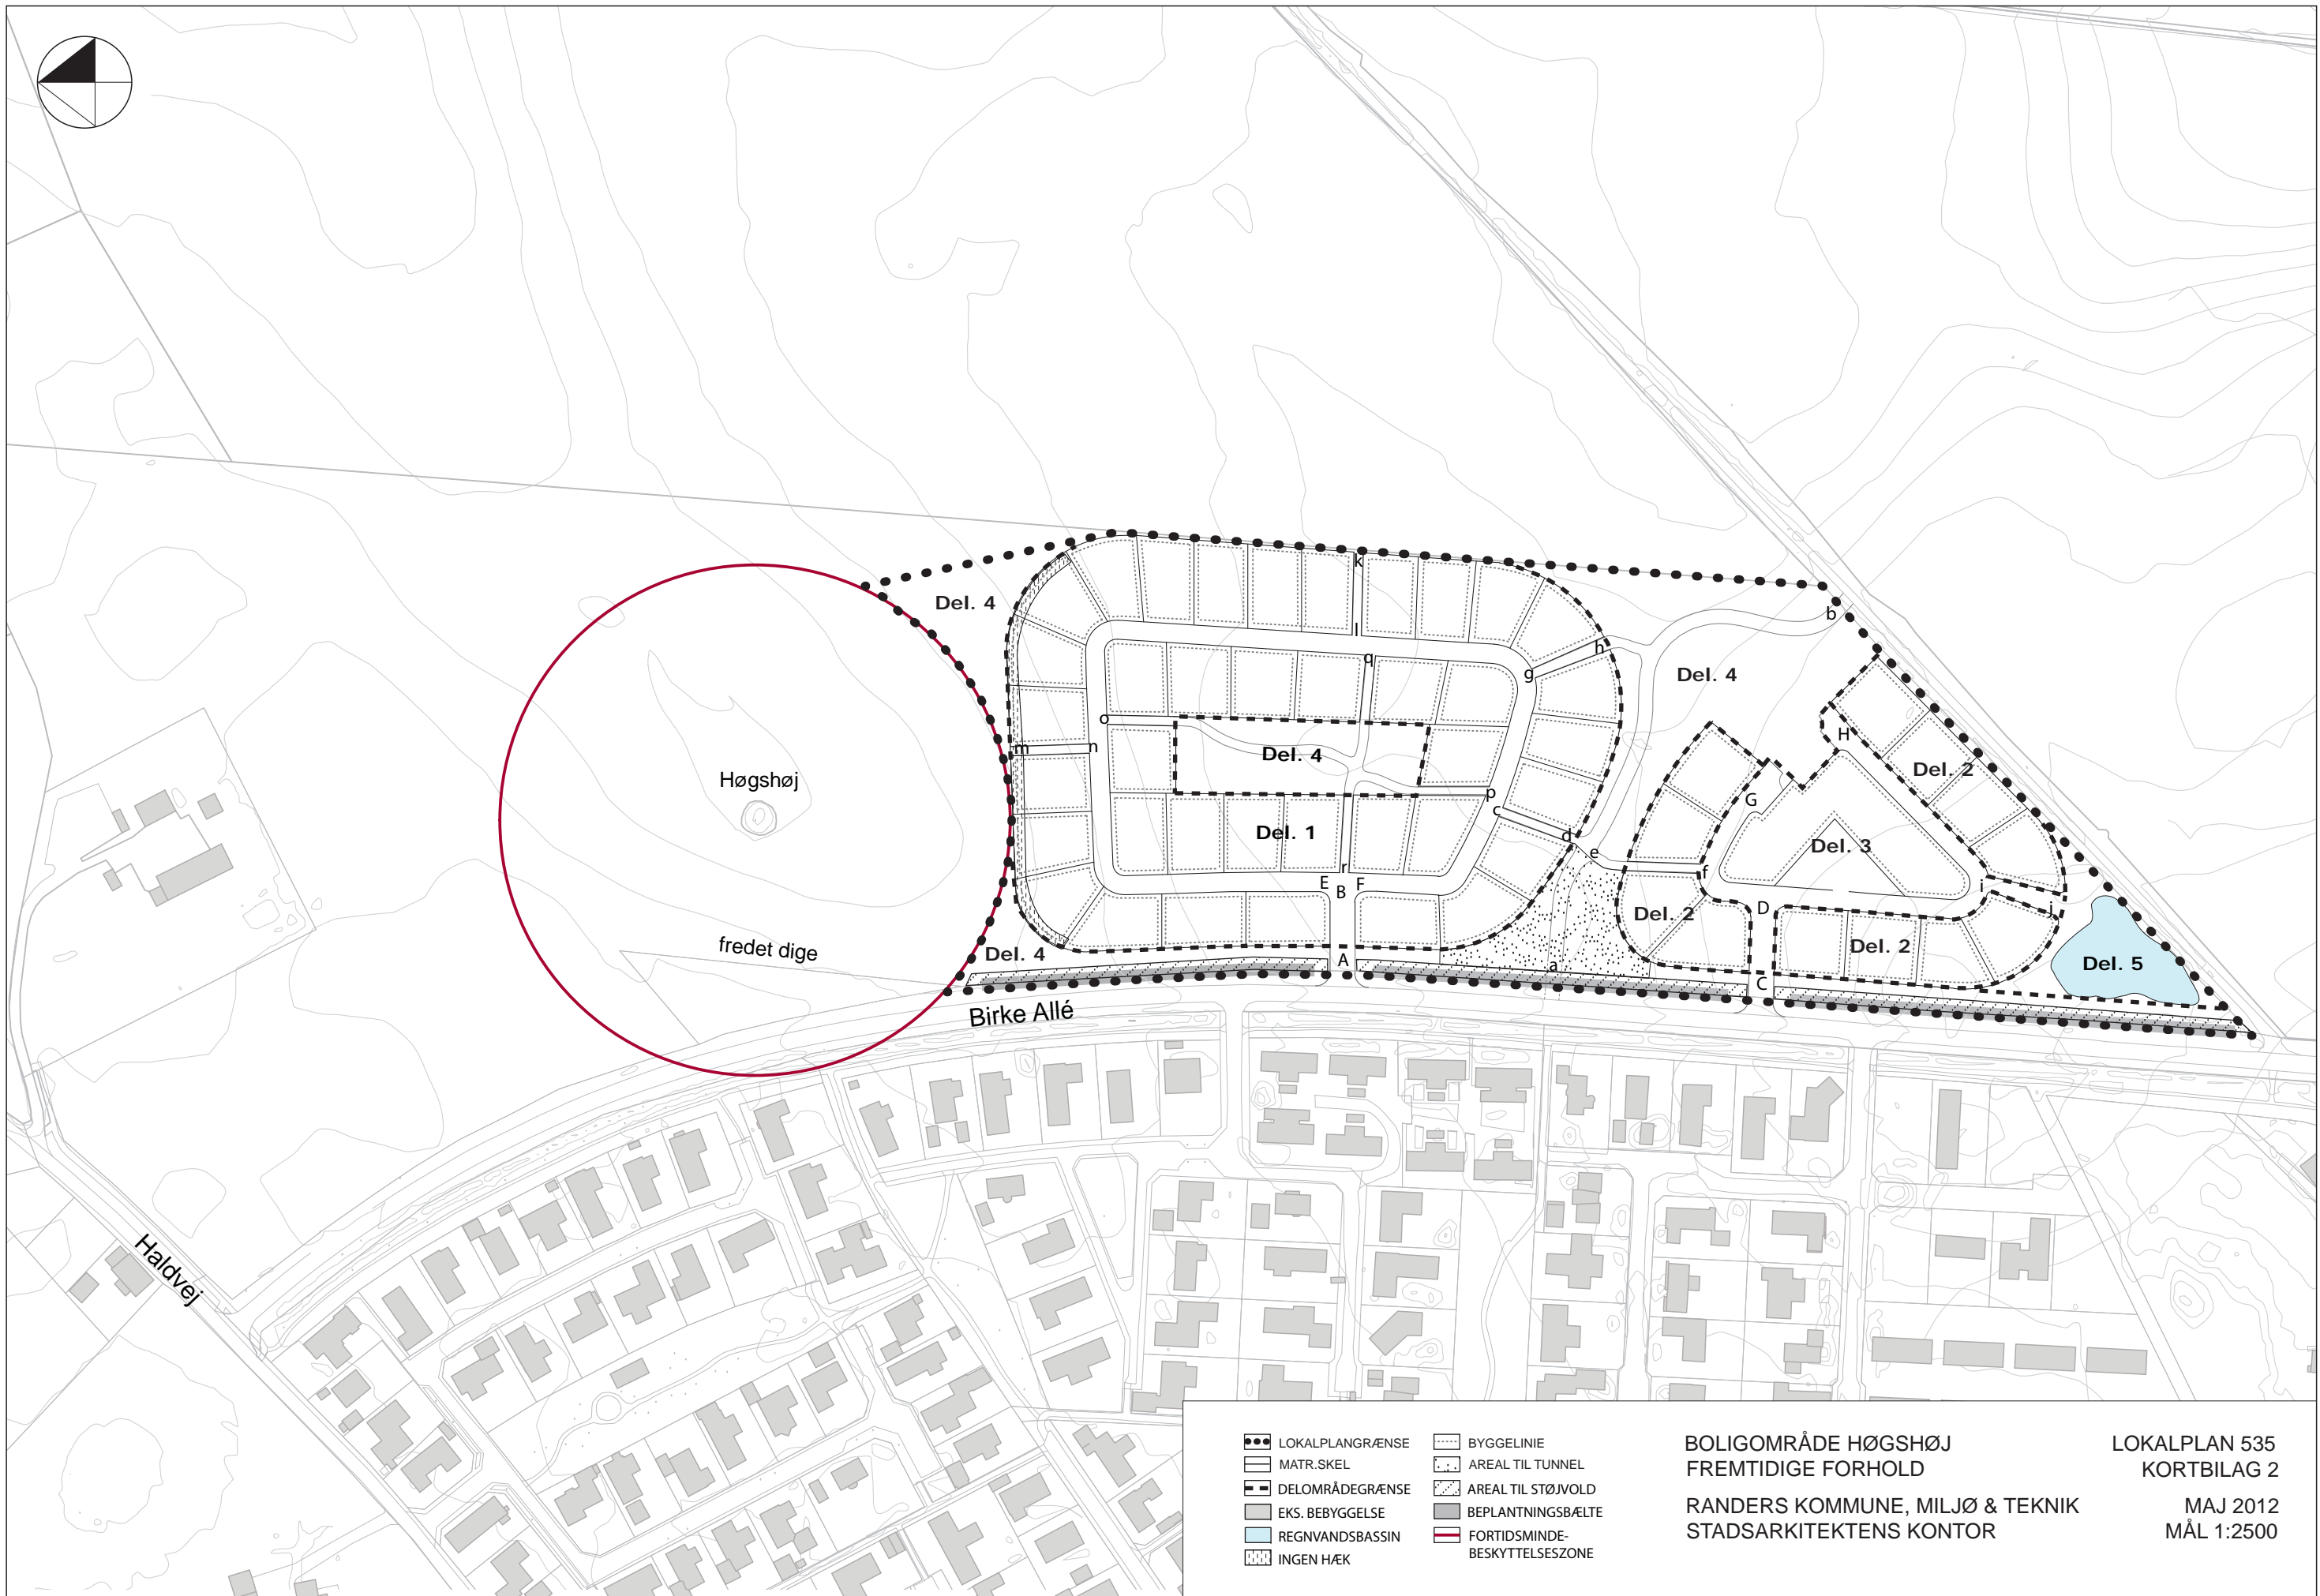 k
b
Del. 4
l
q
h
g
Del. 4
o
m
n
H
Del. 4
Del. 2
Høgshøj
p
G
c
Del. 1
d
e
Del. 3
r
f
E
B
F
i
j
D
Del. 2
Del. 2
fredet dige
Del. 4
A
a
C
Del. 5
Birke Allé
Haldvej
LOKALPLANGRÆNSE
MATR.SKEL
DELOMRÅDEGRÆNSE
EKS. BEBYGGELSE
REGNVANDSBASSIN
INGEN HÆK
BYGGELINIE
AREAL TIL TUNNEL
AREAL TIL STØJVOLD
BEPLANTNINGSBÆLTE
FORTIDSMINDE-
BESKYTTELSESZONE
BOLIGOMRÅDE HØGSHØJ
FREMTIDIGE FORHOLD
RANDERS KOMMUNE, MILJØ & TEKNIK
STADSARKITEKTENS KONTOR
LOKALPLAN 535
KORTBILAG 2
MAJ 2012
MÅL 1:2500